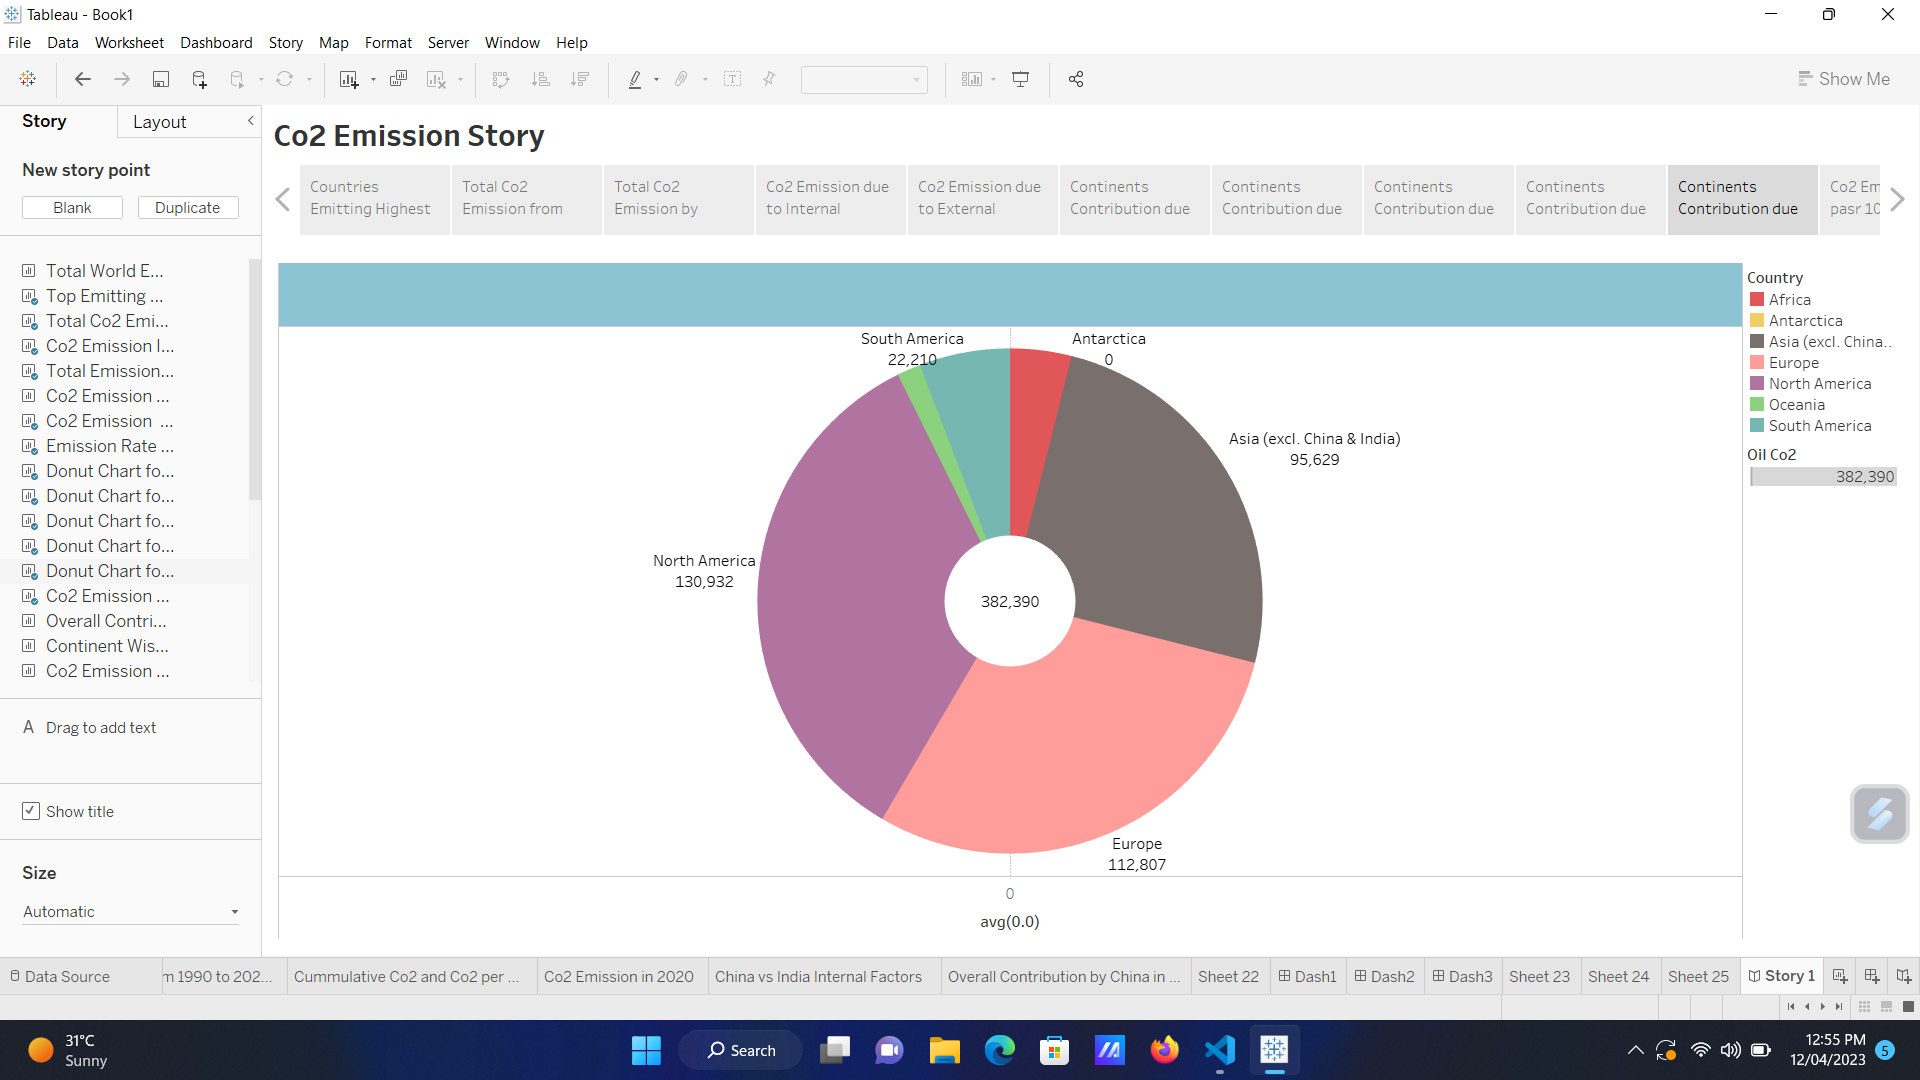 Tableau - Book1
File Data Worksheet Dashboard Story Map Format Server Window Help
Show Me
Story
Layout
New story point
Blank
Duplicate
Total World E...
Top Emitting ...
Total Co2 Emi...
Co2 Emission I...
Total Emission...
Co2 Emission ...
Co2 Emission ...
Emission Rate ...
Donut Chart fo...
Donut Chart fo...
Donut Chart fo...
Donut Chart fo...
Donut Chart fo...
Co2 Emission ...
Overall Contri...
Continent Wis...
Co2 Emission ...
A Drag to add text
Show title
Size
Automatic
Co2 Emission Story
Countries
Emitting Highest
Total Co2
Emission from
Total Co2
Emission by
Co2 Emission due
to Internal
Co2 Emission due
to External
Continents
Contribution due
Continents
Contribution due
Continents
Contribution due
Continents
Contribution due
Continents
Contribution due
Co2 Em
pasr 10
South America
22,210
Antarctica
0
Asia (excl. China & India)
95,629
North America
130,932
382,390
Europe
112,807
0
avg(0.0)
Country
Africa
Antarctica
Asia (excl. China..
Europe
North America
Oceania
South America
Oil Co2
382,390
Data Source
m 1990 to 202...
Cummulative Co2 and Co2 per ...
Co2 Emission in 2020
China vs India Internal Factors
Overall Contribution by China in ...
Sheet 22
Dash1
Dash2
Dash3
Sheet 23
Sheet 24
Sheet 25
Story 1
31°C
Sunny
Search
12:55 PM
12/04/2023
5